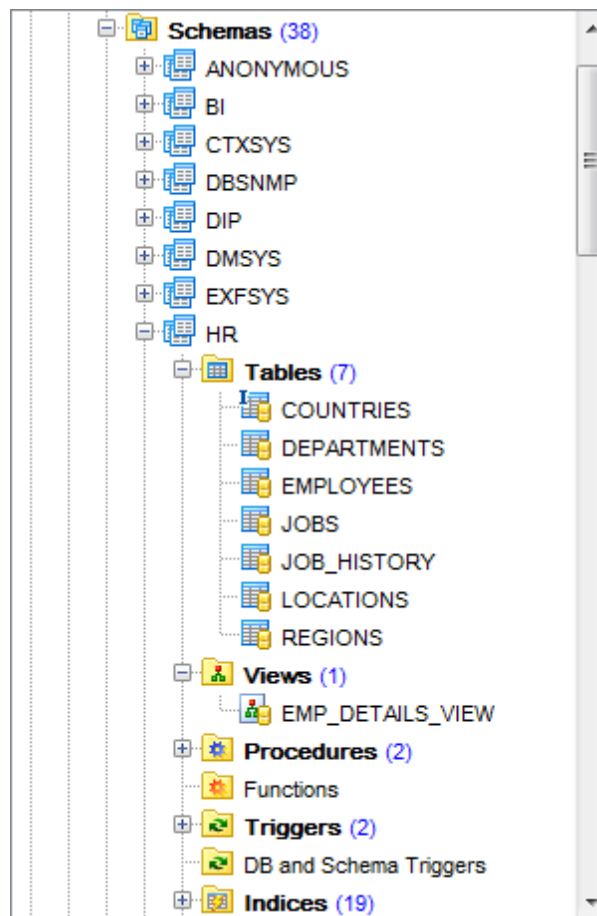 Schemas (38)
ANONYMOUS
BI
CTXSYS
DBSNMP
DIP
DMSYS
EXFSYS
HR
Tables (7)
COUNTRIES
DEPARTMENTS
EMPLOYEES
JOBS
JOB_HISTORY
LOCATIONS
REGIONS
Views (1)
EMP_DETAILS_VIEW
Procedures (2)
Functions
Triggers (2)
DB and Schema Triggers
Indices (19)